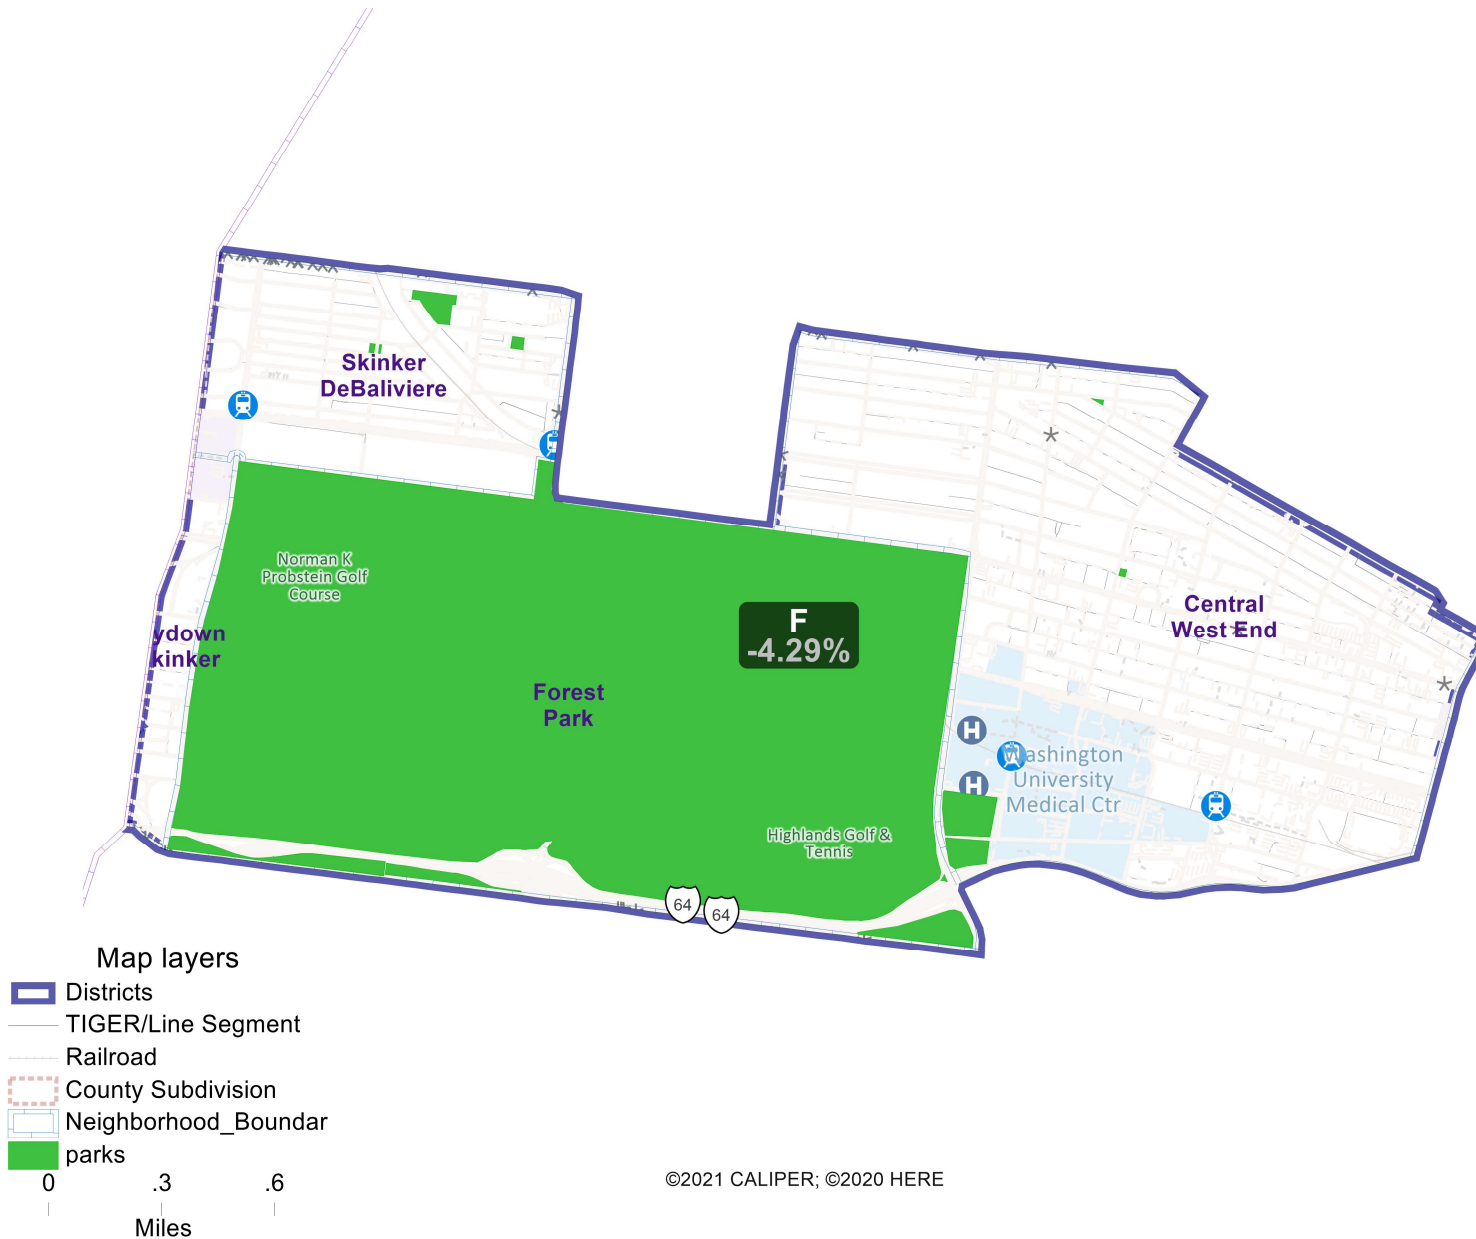 Skinker
DeBaliviere
Norman K
Probstein Golf
Course
ydown
kinker
F
-4.29%
Central
West End
Forest
Park
H
H
Washington
University
Medical Ctr
Highlands Golf &
Tennis
64
64
Map layers
Districts
TIGER/Line Segment
Railroad
County Subdivision
Neighborhood_Boundar
parks
0 .3 .6
Miles
©2021 CALIPER; ©2020 HERE